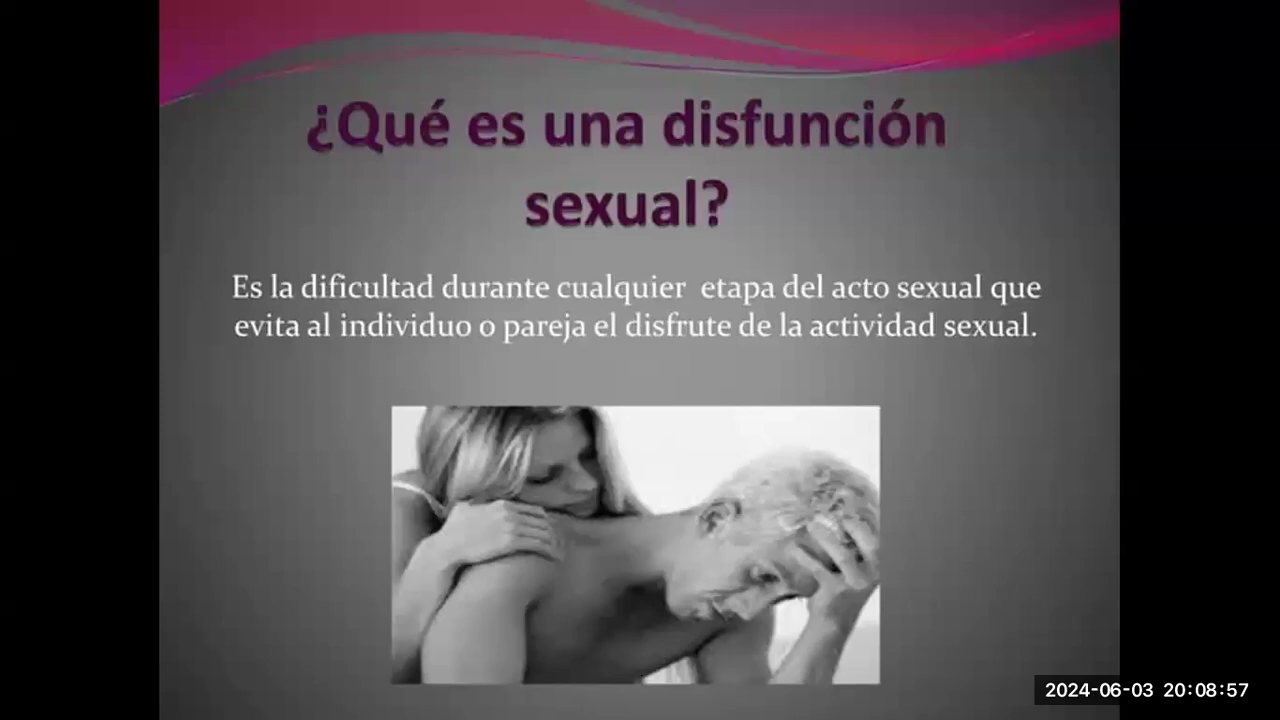 ¿Qué es una disfunción
sexual?
Es la dificultad durante cualquier etapa del acto sexual que
evita al individuo o pareja el disfrute de la actividad sexual.
2024-06-03 20:08:57